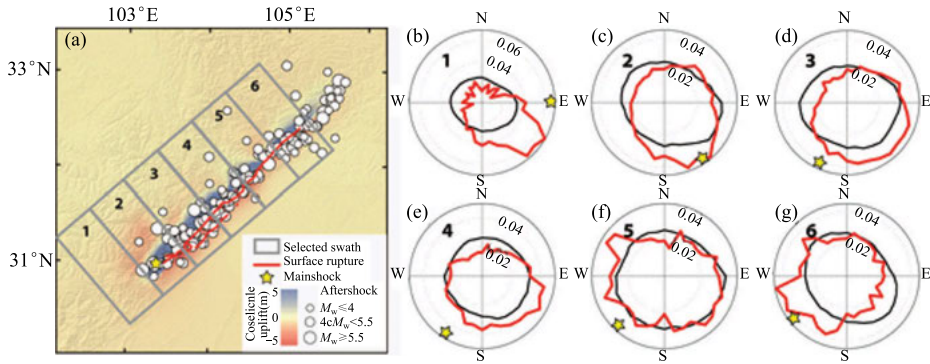 103°E
105°E
(a)
33°N
31°N
1
2
3
4
5
6
Selected swath
Surface rupture
Mainshock
Coselicnle
uplift(m)
5
0
-5
Aftershock
Mw≤4
4cMw<5.5
Mw≥5.5
(b)
N
1
0.06
0.04
W
E
S
(c)
N
2
0.04
0.02
W
E
S
(d)
N
3
0.04
0.02
W
E
S
(e)
N
4
0.04
0.02
W
E
S
(f)
N
5
0.04
0.02
W
E
S
(g)
N
6
0.04
0.02
W
E
S